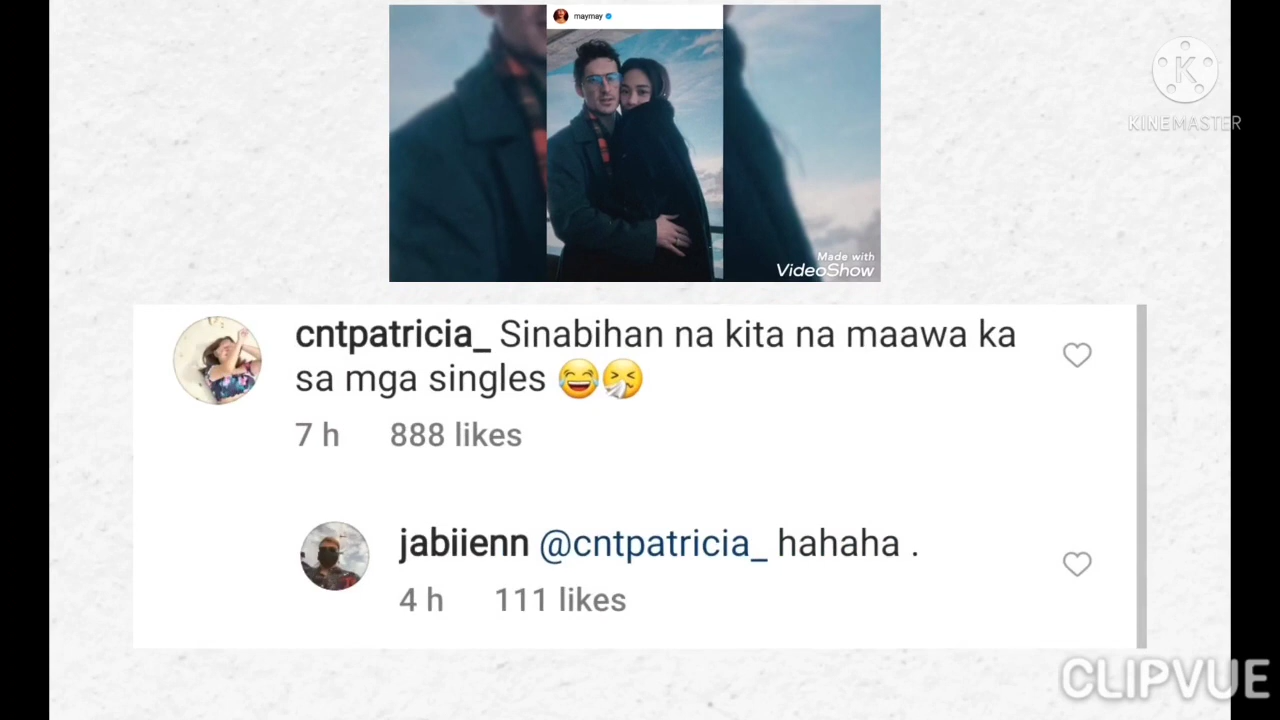 maymay
Made with
VideoShow
KINEMASTER
cntpatricia_ Sinabihan na kita na maawa ka
sa mga singles 😂🤧
7 h 888 likes
jabiienn @cntpatricia_ hahaha .
4 h 111 likes
CLIPVUE